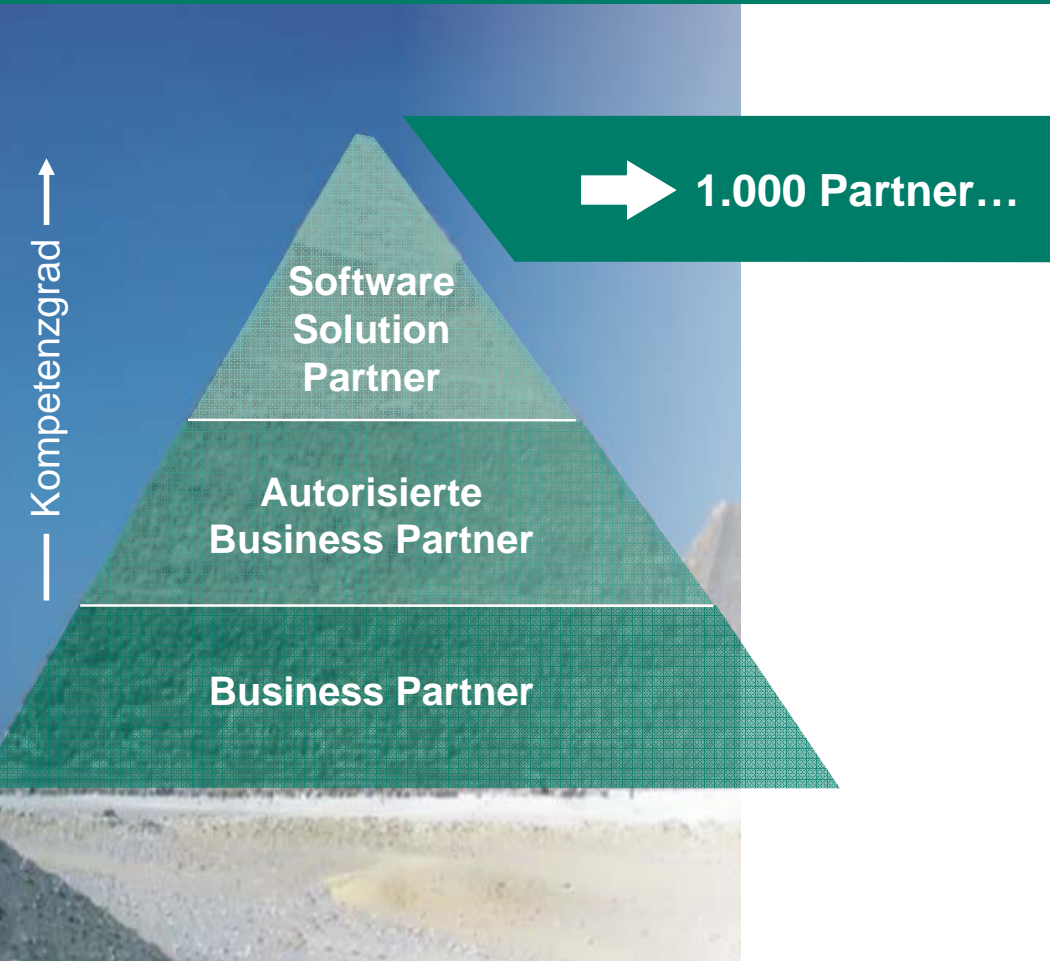 1.000 Partner…
Kompetenzgrad
Software
Solution
Partner
Autorisierte
Business Partner
Business Partner